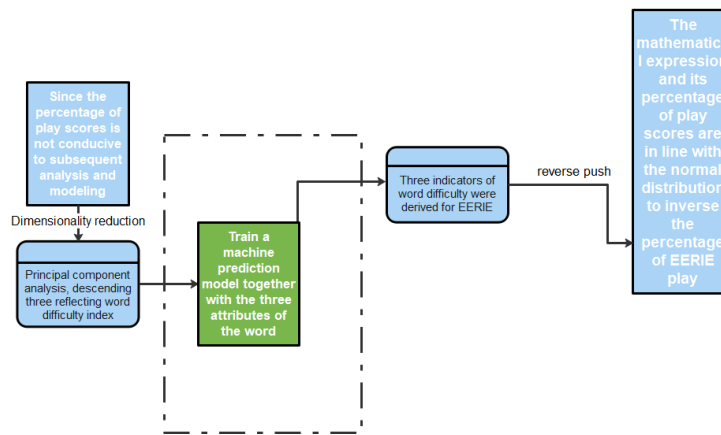 Since the
percentage of
play scores is
not conducive to
subsequent
analysis and
modeling
Dimensionality reduction
Principal component
analysis, descending
three reflecting word
difficulty index
Train a
machine
prediction
model together
with the three
attributes of
the word
Three indicators of
word difficulty were
derived for EERIE
reverse push
The
mathematic
l expression
and its
percentage
of play
scores are
in line with
the normal
distribution
to inverse
the
percentage
of EERIE
play